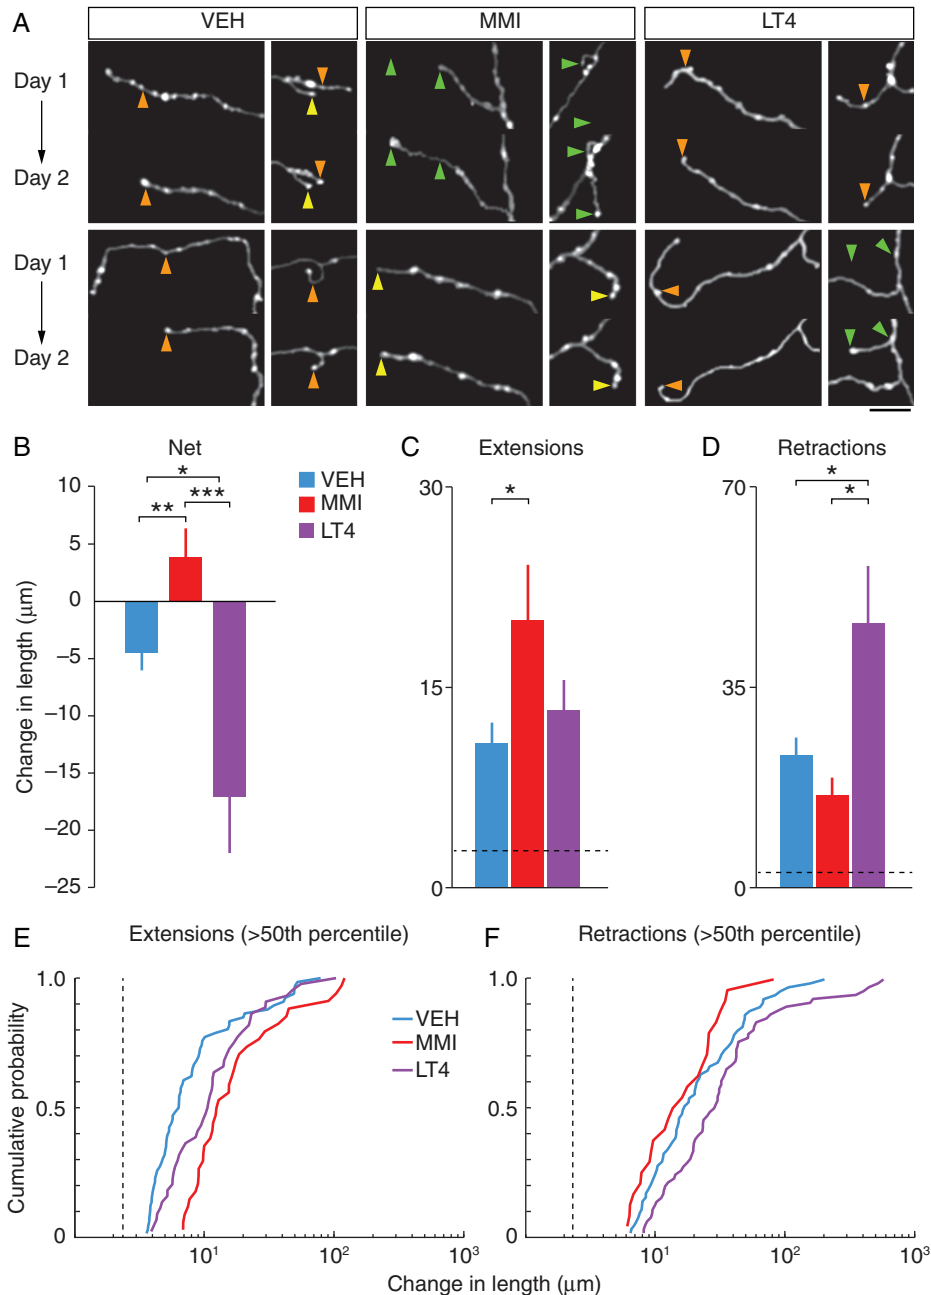 A
VEH MMI LT4
Day 1
Day 2
Day 1
Day 2
B Net
*
** ***
10
5
0
−5
−10
−15
−20
−25
Change in length (μm)
VEH
MMI
LT4
C Extensions
*
30
15
0
D Retractions
*
*
70
35
0
E Extensions (>50th percentile)
1.0
0.5
0
Cumulative probability
10¹ 10² 10³
VEH
MMI
LT4
F Retractions (>50th percentile)
1.0
0.5
0
10¹ 10² 10³
Change in length (μm)